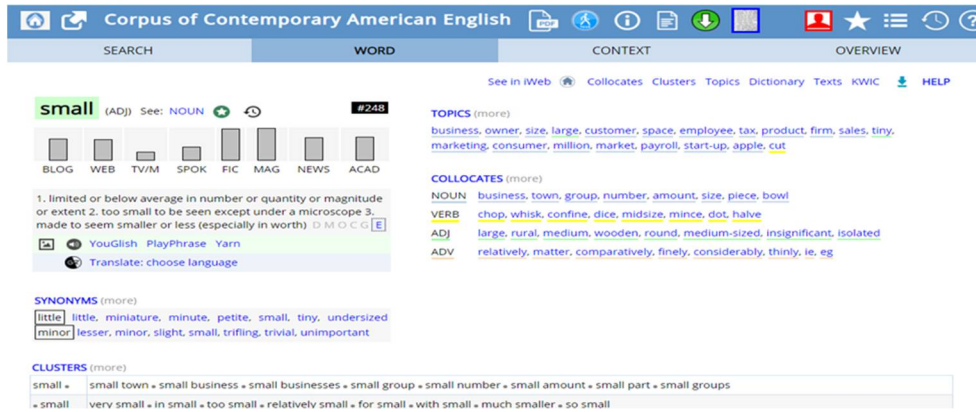 Corpus of Contemporary American English
PDF
SEARCH WORD CONTEXT OVERVIEW
See in iWeb Collocates Clusters Topics Dictionary Texts KWIC HELP
small (ADJ) See: NOUN #248
BLOG WEB TV/M SPOK FIC MAG NEWS ACAD
1. limited or below average in number or quantity or magnitude
or extent 2. too small to be seen except under a microscope 3.
made to seem smaller or less (especially in worth) D M O C G E
YouGlish PlayPhrase Yarn
Translate: choose language
TOPICS (more)
business, owner, size, large, customer, space, employee, tax, product, firm, sales, tiny,
marketing, consumer, million, market, payroll, start-up, apple, cut
COLLOCATES (more)
NOUN business, town, group, number, amount, size, piece, bowl
VERB chop, whisk, confine, dice, midsize, mince, dot, halve
ADJ large, rural, medium, wooden, round, medium-sized, insignificant, isolated
ADV relatively, matter, comparatively, finely, considerably, thinly, ie, eg
SYNONYMS (more)
little little, miniature, minute, petite, small, tiny, undersized
minor lesser, minor, slight, small, trifling, trivial, unimportant
CLUSTERS (more)
small • small town • small business • small businesses • small group • small number • small amount • small part • small groups
• small very small • in small • too small • relatively small • for small • with small • much smaller • so small